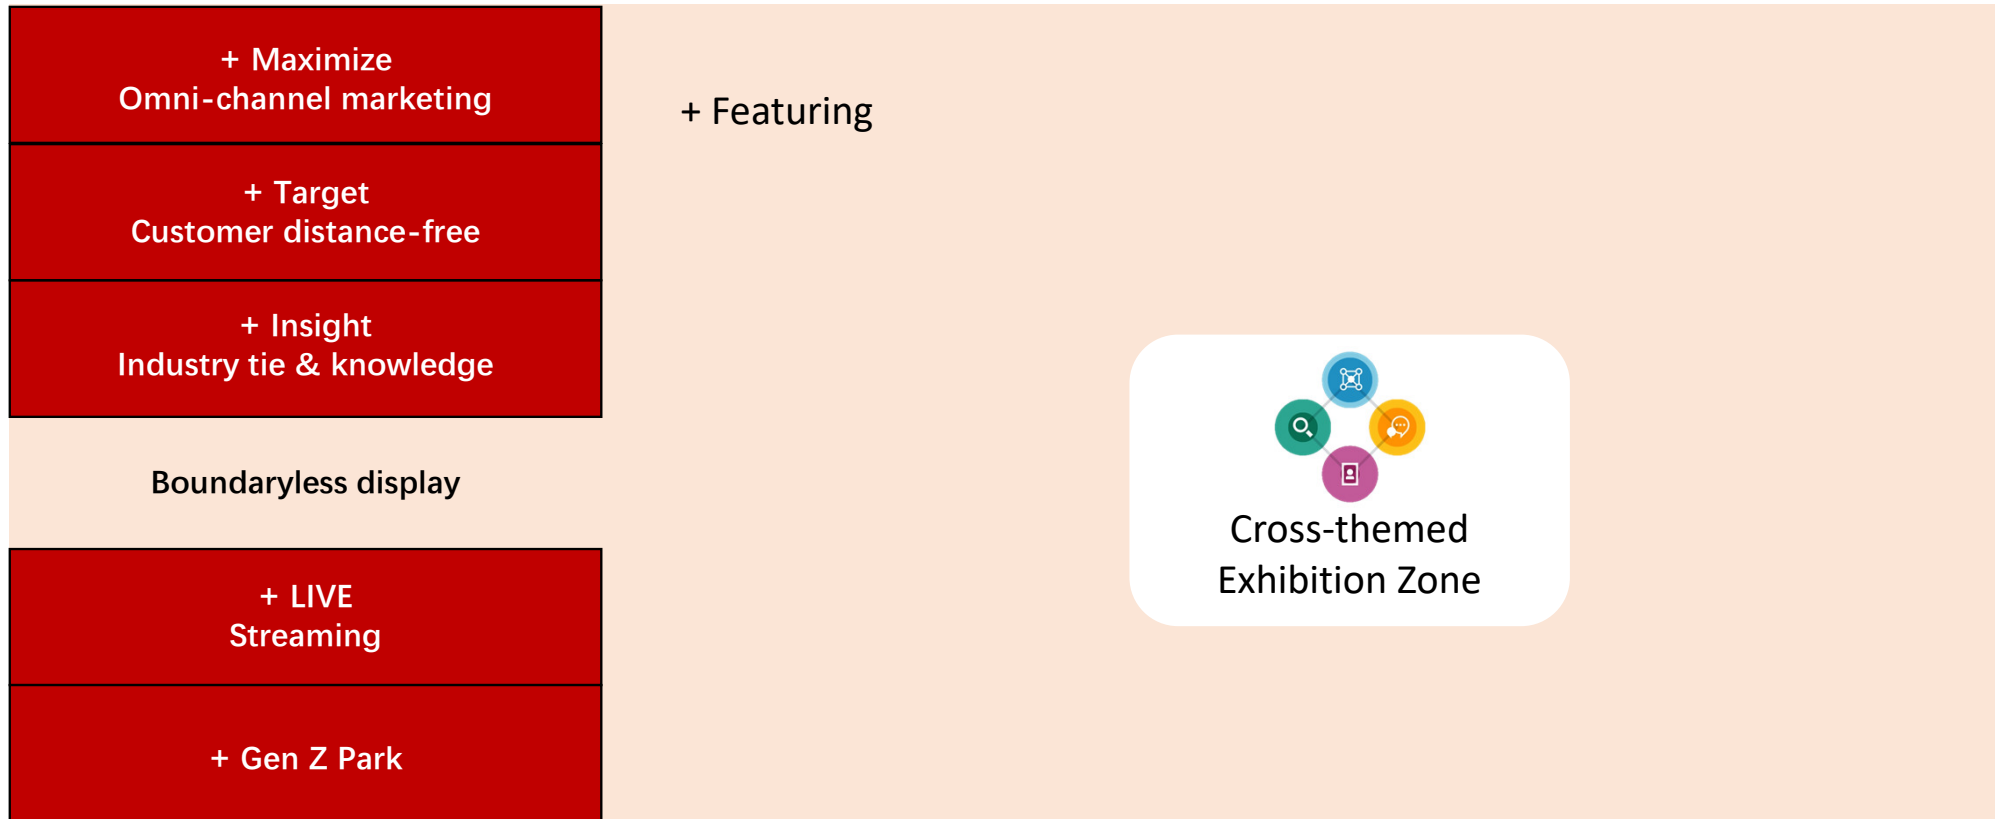 + Maximize
Omni-channel marketing
+ Target
Customer distance-free
+ Insight
Industry tie & knowledge
Boundaryless display
+ LIVE
Streaming
+ Gen Z Park
+ Featuring
Cross-themed
Exhibition Zone